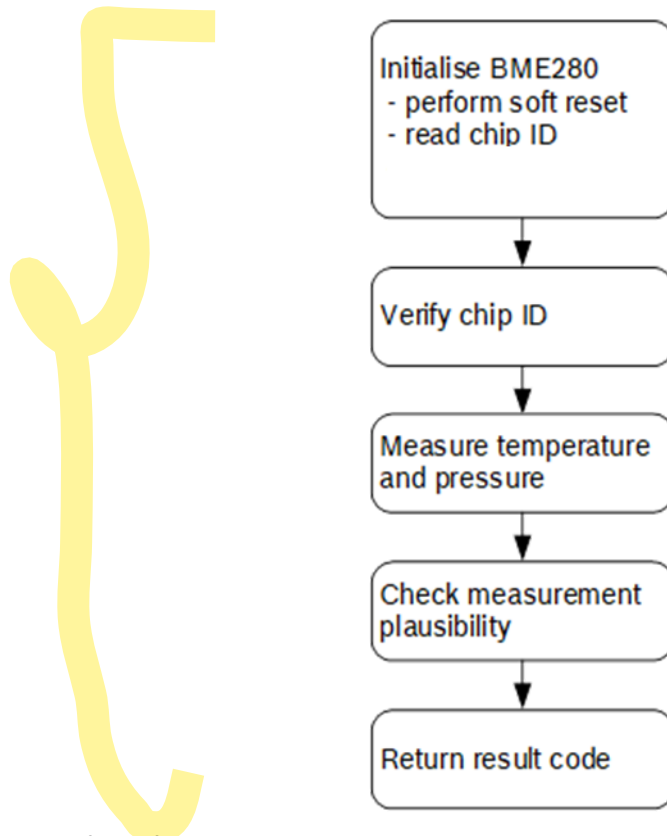 Initialise BME280
- perform soft reset
- read chip ID
Verify chip ID
Measure temperature
and pressure
Check measurement
plausibility
Return result code